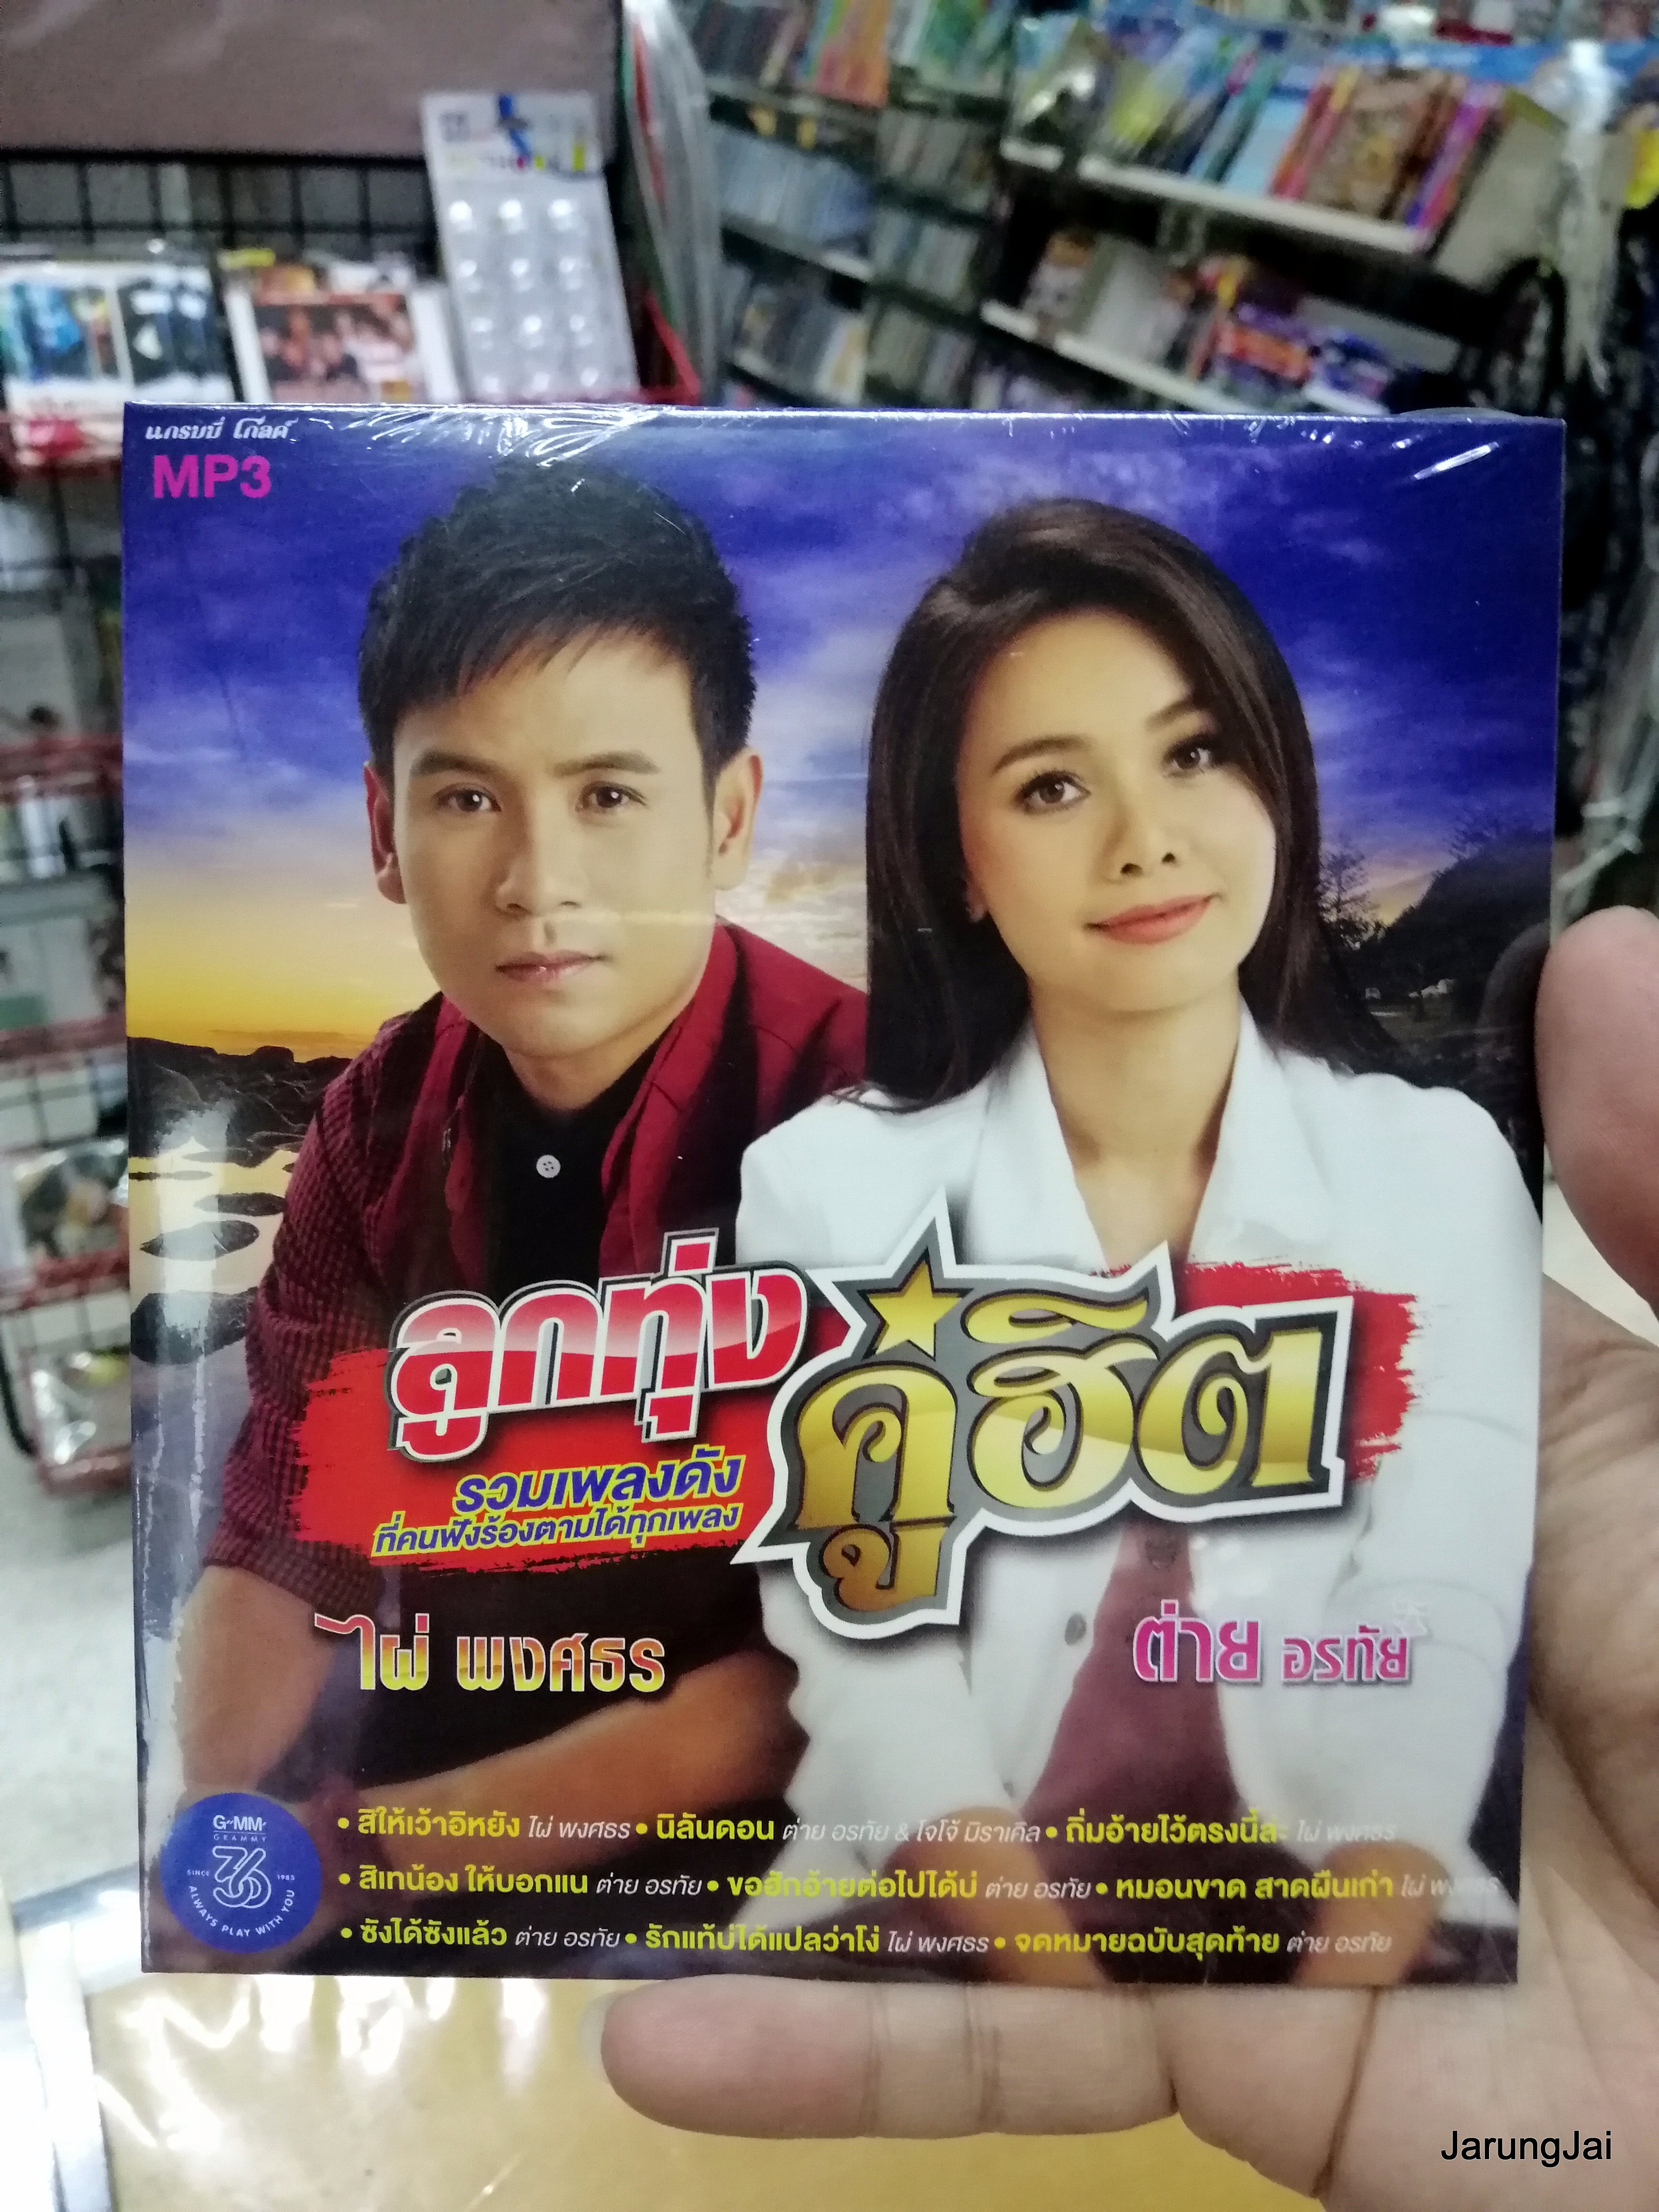 แกรมมี่ โกลด์
MP3
ลูกทุ่ง
คู่ฮิต
รวมเพลงดัง
ที่คนฟังร้องตามได้ทุกเพลง
ไผ่ พงศธร
ต่าย อรทัย
• สิให้เว้าอิหยัง ไผ่ พงศธร • นิลันดอน ต่าย อรทัย & โจโจ้ มิราเคิล • ถิ่มอ้ายไว้ตรงนี้ล่ะ ไผ่ พงศธร
• สิเทน้อง ให้บอกแน ต่าย อรทัย • ขอฮักอ้ายต่อไปได้บ่ ต่าย อรทัย • หมอนขาด สาดผืนเก่า ไผ่ พงศธร
• ซังได้ซังแล้ว ต่าย อรทัย • รักแท้บ่ได้แปลว่าโง่ ไผ่ พงศธร • จดหมายฉบับสุดท้าย ต่าย อรทัย
G"MM'
GRAMMY
36
SINCE 1983
ALWAYS PLAY WITH YOU
JarungJai